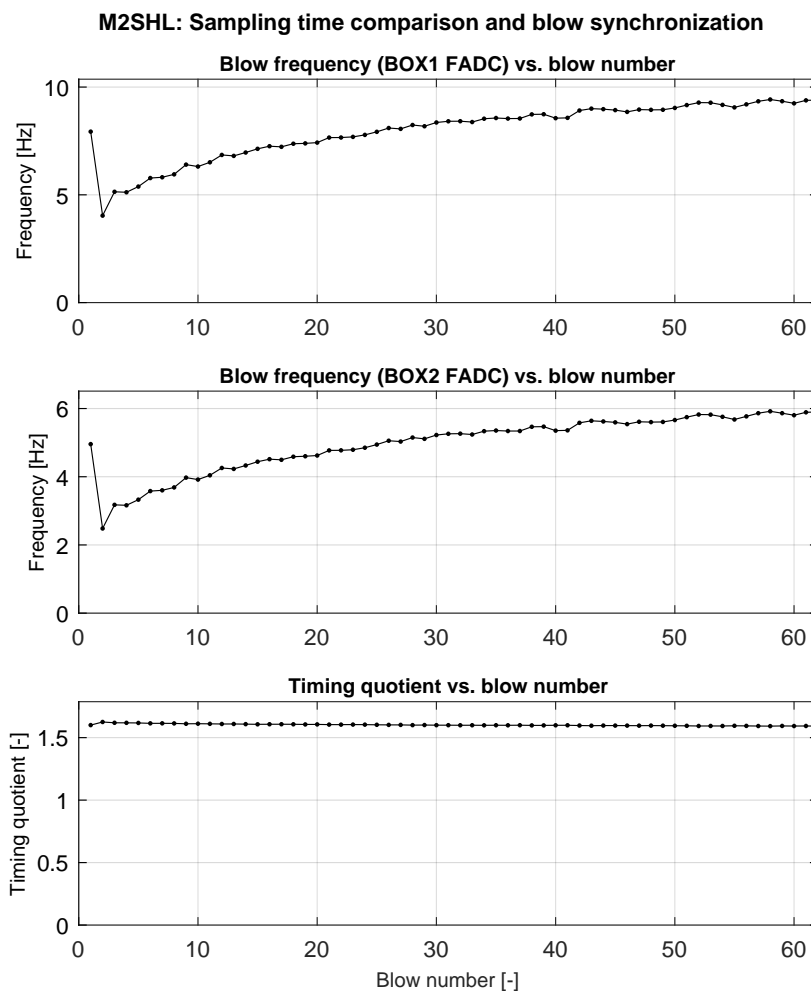 M2SHL: Sampling time comparison and blow synchronization
Blow frequency (BOX1 FADC) vs. blow number
Frequency [Hz]
10
5
0
0 10 20 30 40 50 60
Blow frequency (BOX2 FADC) vs. blow number
Frequency [Hz]
6
4
2
0
0 10 20 30 40 50 60
Timing quotient vs. blow number
Timing quotient [-]
1.5
1
0.5
0
0 10 20 30 40 50 60
Blow number [-]